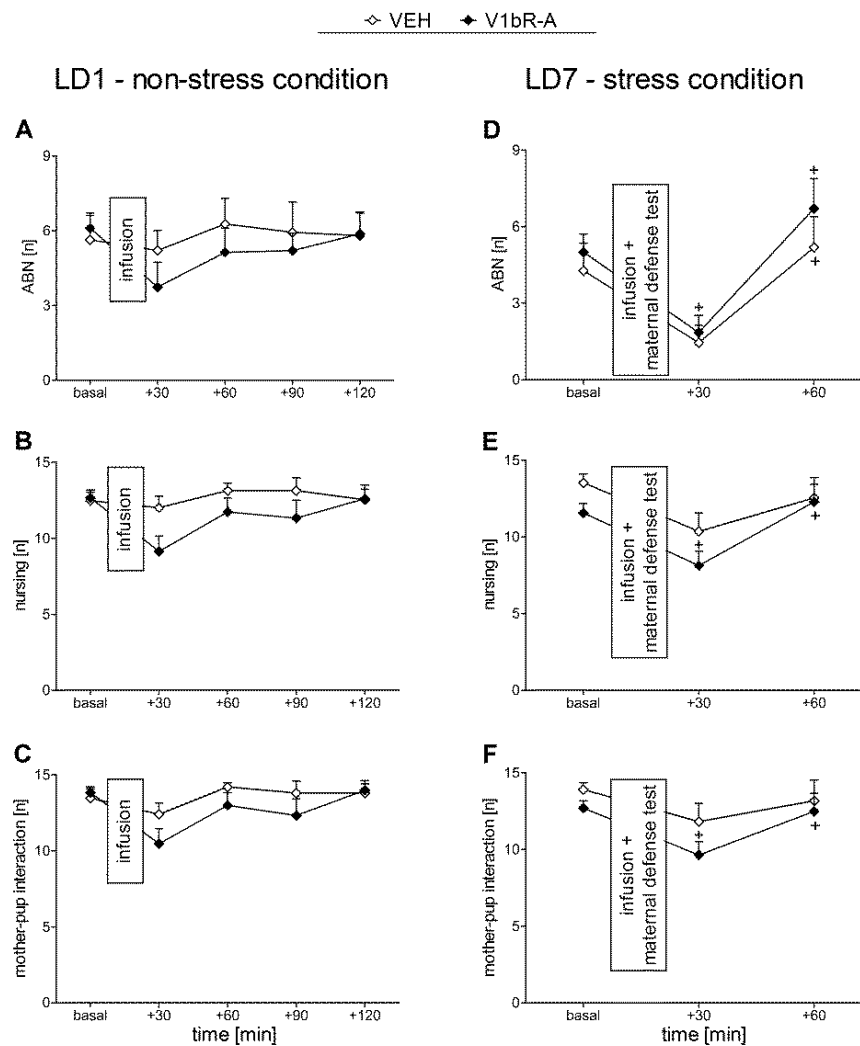 VEH V1bR-A
LD1 - non-stress condition
LD7 - stress condition
A
9
6
3
0
ABN [n]
infusion
basal +30 +60 +90 +120
D
9
6
3
0
ABN [n]
infusion +
maternal defense test
+
+
+
basal +30 +60
B
15
10
5
0
nursing [n]
infusion
basal +30 +60 +90 +120
E
15
10
5
0
nursing [n]
infusion +
maternal defense test
+
+
basal +30 +60
C
15
10
5
0
mother-pup interaction [n]
infusion
basal +30 +60 +90 +120
time [min]
F
15
10
5
0
mother-pup interaction [n]
infusion +
maternal defense test
+
+
basal +30 +60
time [min]